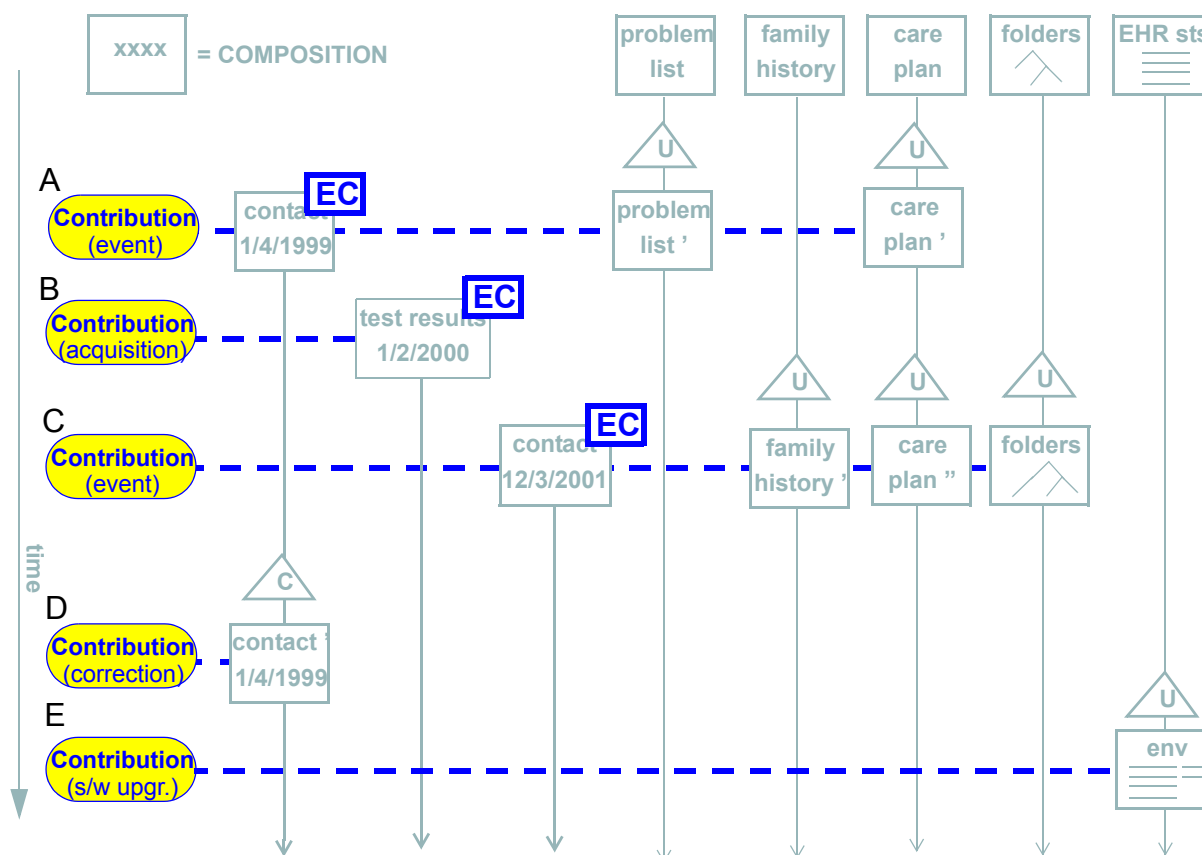 xxxx
= COMPOSITION
problem
list
family
history
care
plan
folders
EHR sts
U
U
A
Contribution
(event)
contact
1/4/1999
EC
problem
list ’
care
plan ’
B
Contribution
(acquisition)
test results
1/2/2000
EC
U
U
U
C
Contribution
(event)
contact
12/3/2001
EC
family
history ’
care
plan ”
folders
time
C
D
Contribution
(correction)
contact ’
1/4/1999
U
E
Contribution
(s/w upgr.)
env